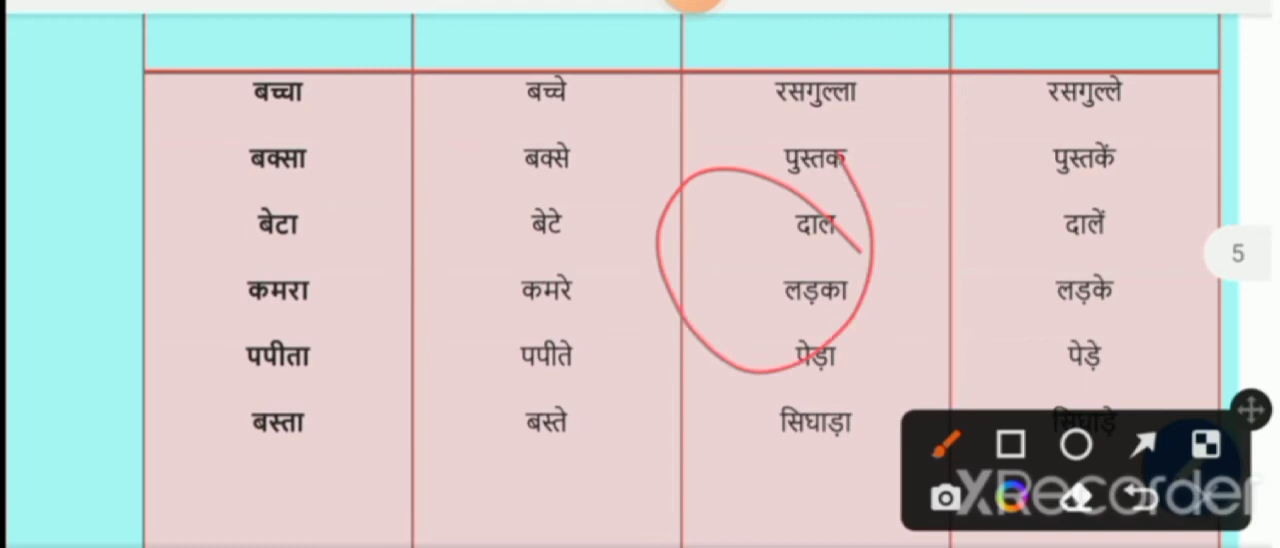 बच्चा बच्चे रसगुल्ला रसगुल्ले
बक्सा बक्से पुस्तक पुस्तकें
बेटा बेटे दाल दालें
5
कमरा कमरे लड़का लड़के
पपीता पपीते पेड़ा पेड़े
बस्ता बस्ते सिघाड़ा सिघाड़े
XRecorder